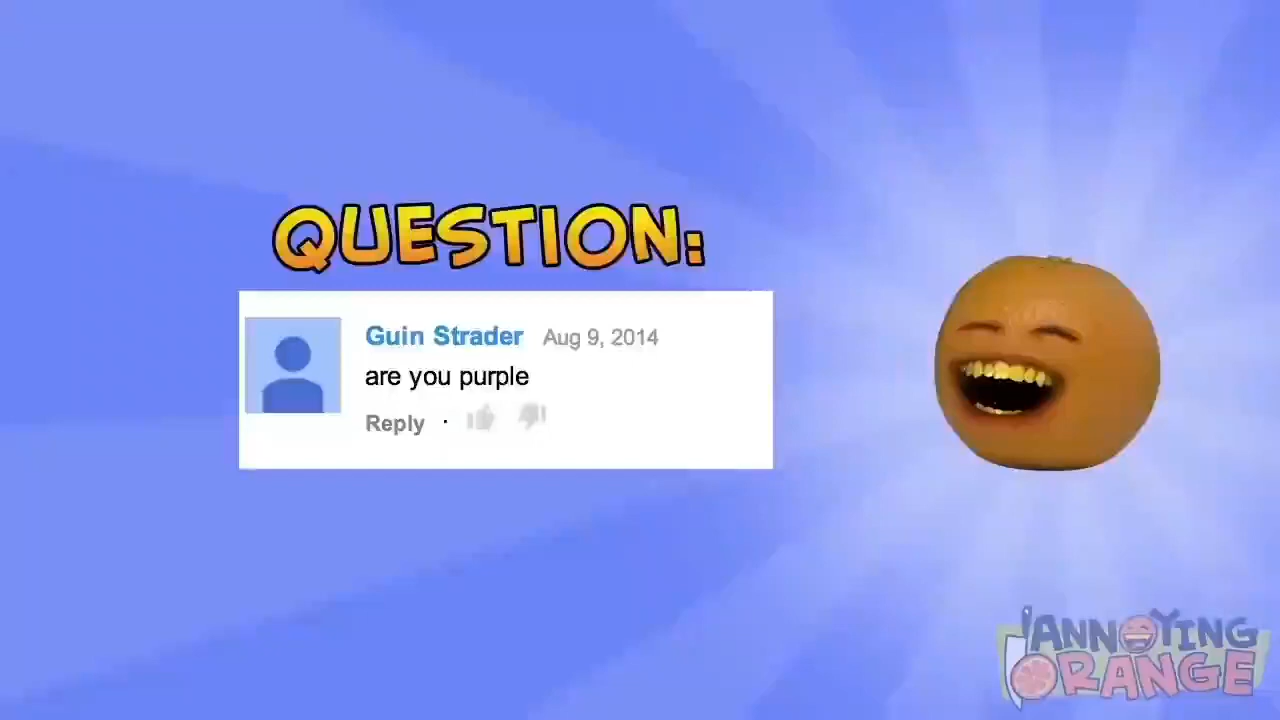 QUESTION:
Guin Strader Aug 9, 2014
are you purple
Reply ·
ANNOYING
ORANGE